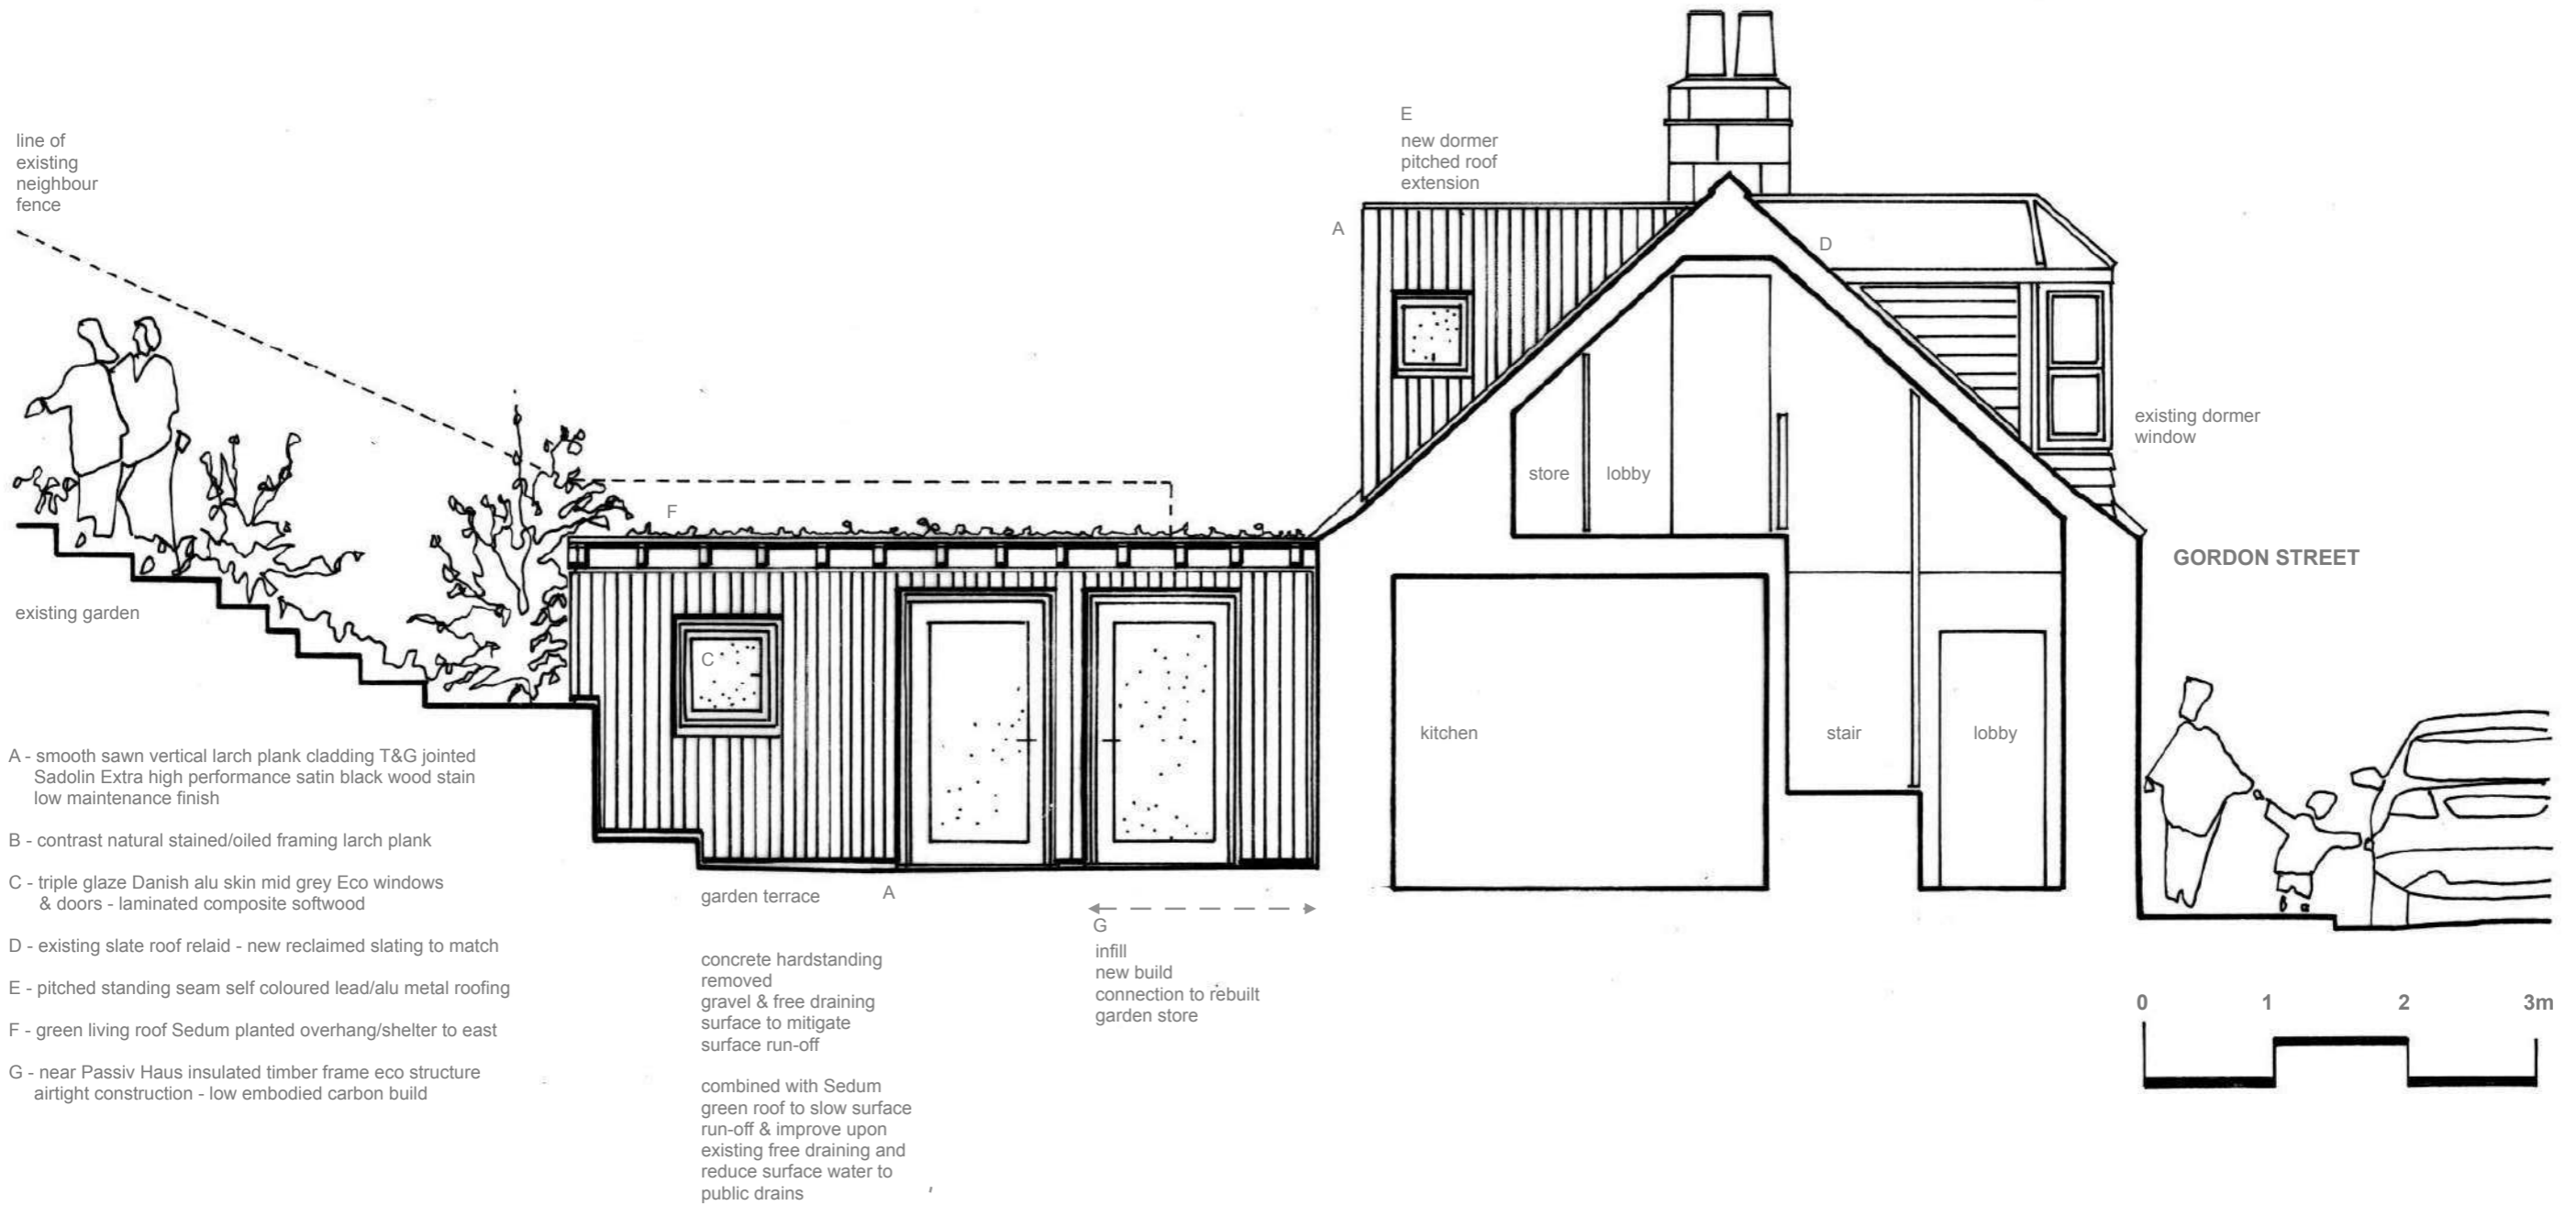 line of
existing
neighbour
fence
E
new dormer
pitched roof
extension
A
D
existing dormer
window
store
lobby
F
GORDON STREET
existing garden
C
kitchen
stair
lobby
A - smooth sawn vertical larch plank cladding T&G jointed
Sadolin Extra high performance satin black wood stain
low maintenance finish
B - contrast natural stained/oiled framing larch plank
C - triple glaze Danish alu skin mid grey Eco windows
& doors - laminated composite softwood
D - existing slate roof relaid - new reclaimed slating to match
E - pitched standing seam self coloured lead/alu metal roofing
F - green living roof Sedum planted overhang/shelter to east
G - near Passiv Haus insulated timber frame eco structure
airtight construction - low embodied carbon build
garden terrace
A
concrete hardstanding
removed
gravel & free draining
surface to mitigate
surface run-off
combined with Sedum
green roof to slow surface
run-off & improve upon
existing free draining and
reduce surface water to
public drains
G
infill
new build
connection to rebuilt
garden store
0 1 2 3m